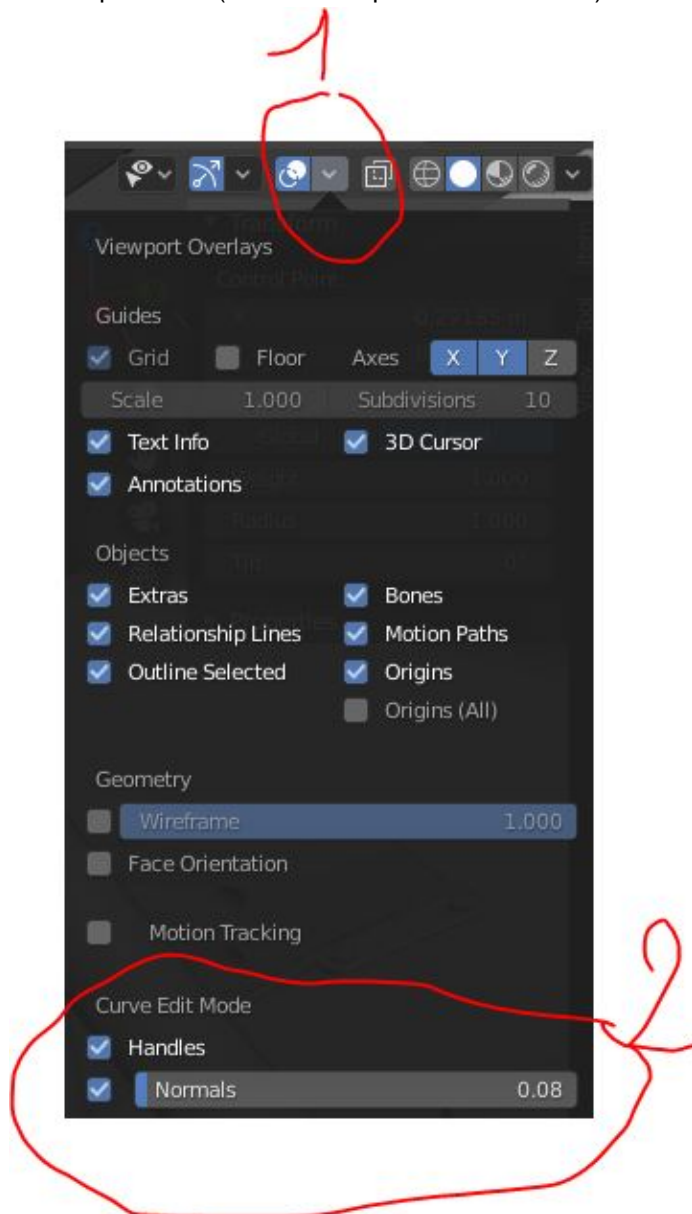 1
Viewport Overlays
Guides
Grid Floor Axes X Y Z
Scale 1.000 Subdivisions 10
Text Info 3D Cursor
Annotations
Objects
Extras Bones
Relationship Lines Motion Paths
Outline Selected Origins
Origins (All)
Geometry
Wireframe 1.000
Face Orientation
Motion Tracking
2
Curve Edit Mode
Handles
Normals 0.08